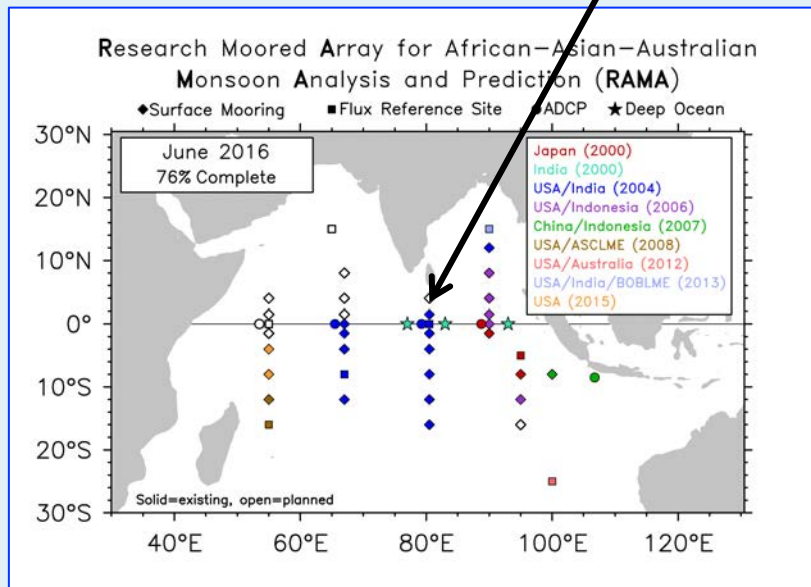 Research Moored Array for African-Asian-Australian
Monsoon Analysis and Prediction (RAMA)
Surface Mooring Flux Reference Site ADCP Deep Ocean
30°N
20°N
10°N
0°
10°S
20°S
30°S
June 2016
76% Complete
Japan (2000)
India (2000)
USA/India (2004)
USA/Indonesia (2006)
China/Indonesia (2007)
USA/ASCLME (2008)
USA/Australia (2012)
USA/India/BOBLME (2013)
USA (2015)
Solid=existing, open=planned
40°E 60°E 80°E 100°E 120°E